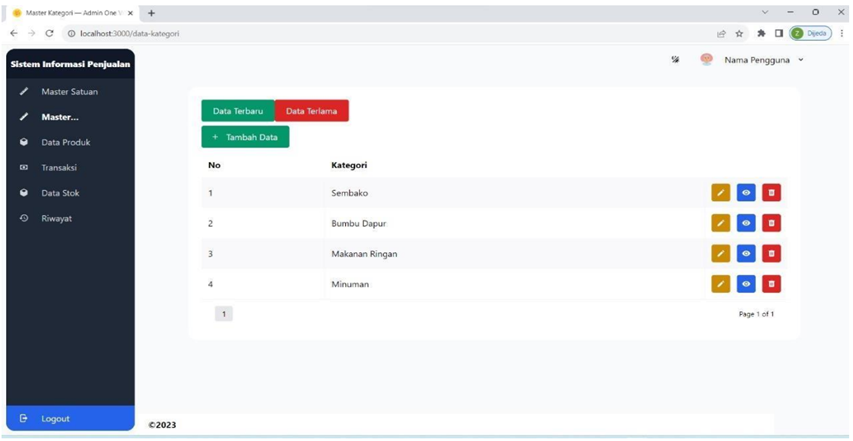 Master Kategori — Admin One
localhost:3000/data-kategori
Dijeda
Sistem Informasi Penjualan
Nama Pengguna
Master Satuan
Master...
Data Produk
Transaksi
Data Stok
Riwayat
Logout
Data Terbaru Data Terlama
+ Tambah Data
No Kategori
1 Sembako
2 Bumbu Dapur
3 Makanan Ringan
4 Minuman
1 Page 1 of 1
©2023